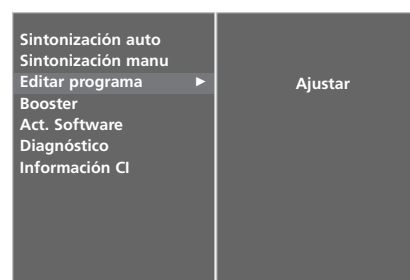 Sintonización auto
Sintonización manu
Editar programa ►
Ajustar
Booster
Act. Software
Diagnóstico
Información CI